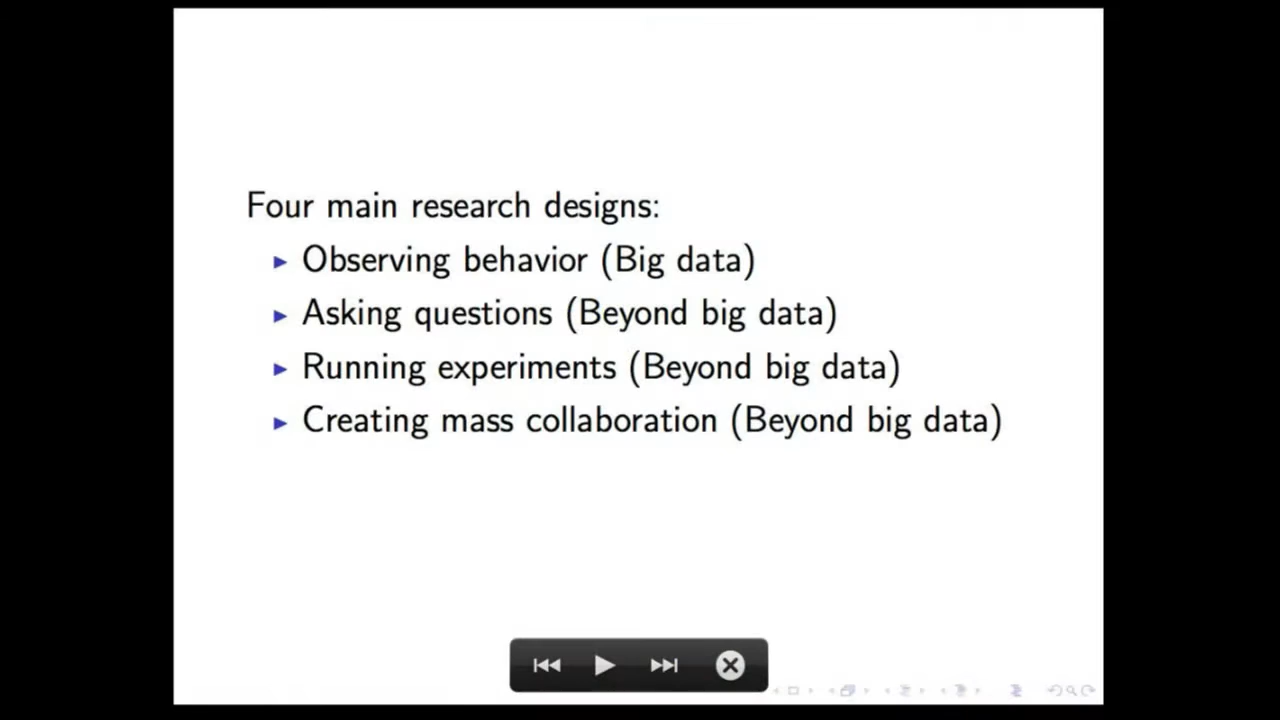 Four main research designs:
Observing behavior (Big data)
Asking questions (Beyond big data)
Running experiments (Beyond big data)
Creating mass collaboration (Beyond big data)